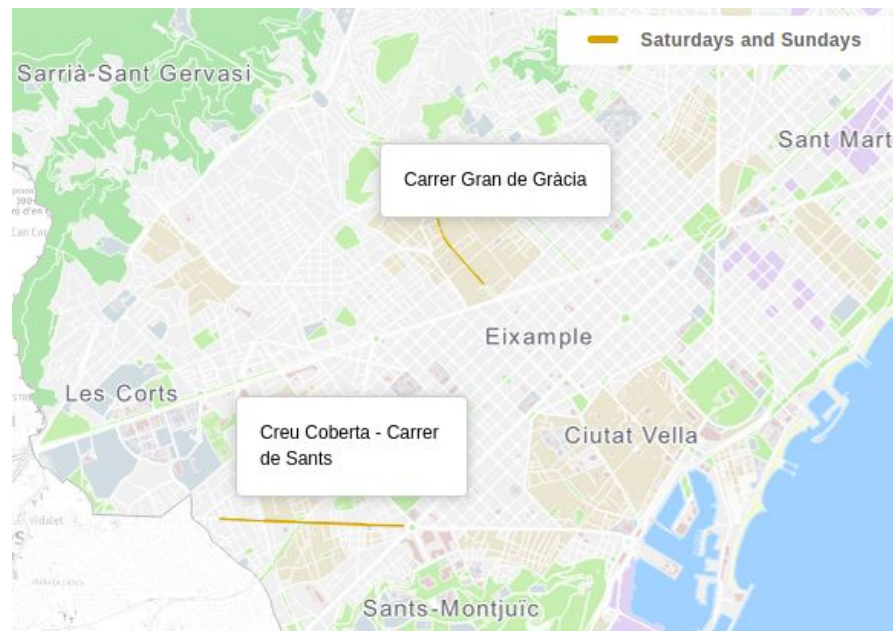 Saturdays and Sundays
Sarrià-Sant Gervasi
Sant Mart
Carrer Gran de Gràcia
Eixample
Les Corts
Creu Coberta - Carrer
de Sants
Ciutat Vella
Sants-Montjuïc